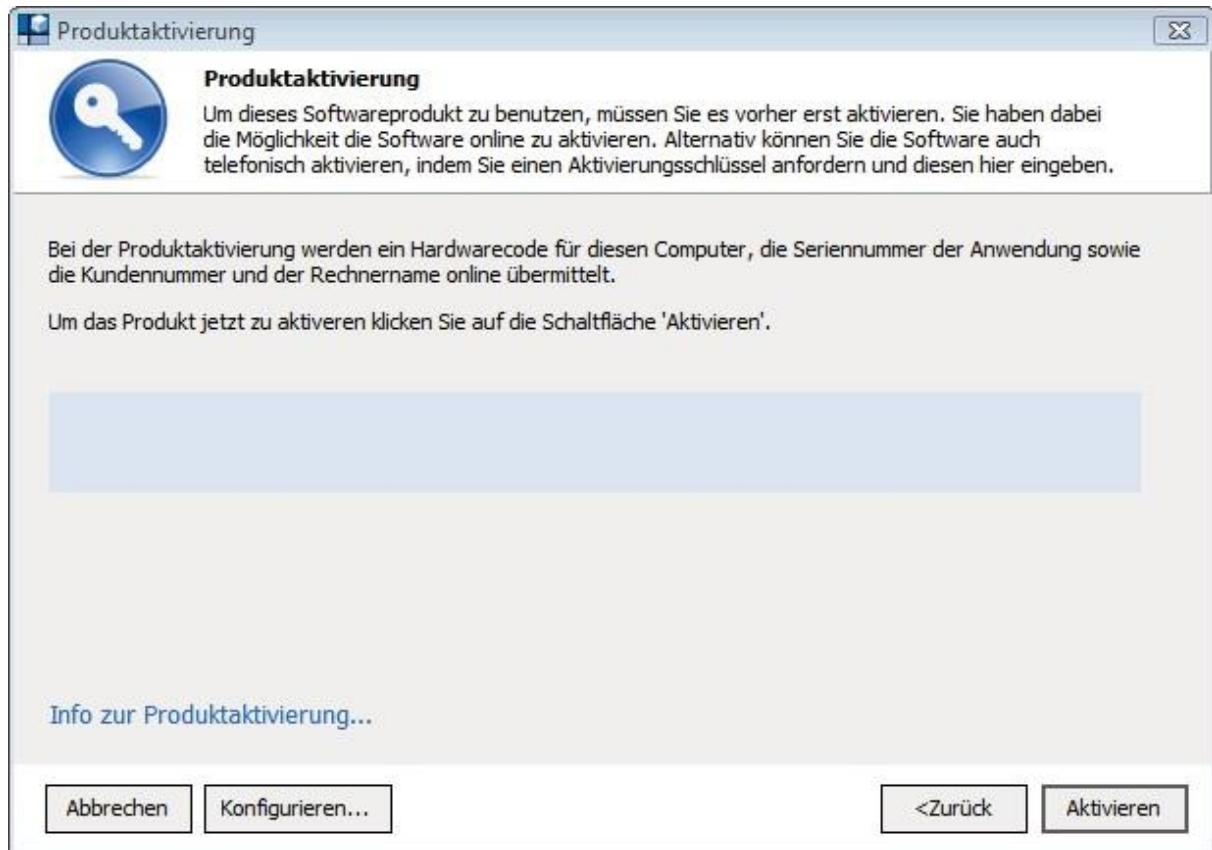 Produktaktivierung
Produktaktivierung
Um dieses Softwareprodukt zu benutzen, müssen Sie es vorher erst aktivieren. Sie haben dabei
die Möglichkeit die Software online zu aktivieren. Alternativ können Sie die Software auch
telefonisch aktivieren, indem Sie einen Aktivierungsschlüssel anfordern und diesen hier eingeben.
Bei der Produktaktivierung werden ein Hardwarecode für diesen Computer, die Seriennummer der Anwendung sowie
die Kundennummer und der Rechnername online übermittelt.
Um das Produkt jetzt zu aktiveren klicken Sie auf die Schaltfläche 'Aktivieren'.
Info zur Produktaktivierung...
Abbrechen Konfigurieren... <Zurück Aktivieren